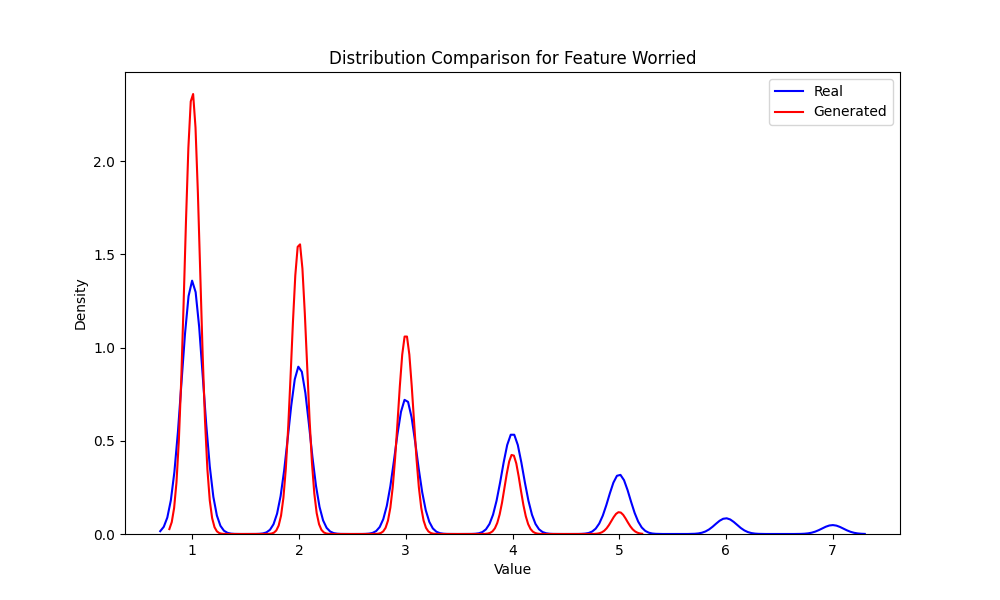 Distribution Comparison for Feature Worried
Real
Generated
Density
2.0
1.5
1.0
0.5
0.0
1 2 3 4 5 6 7
Value